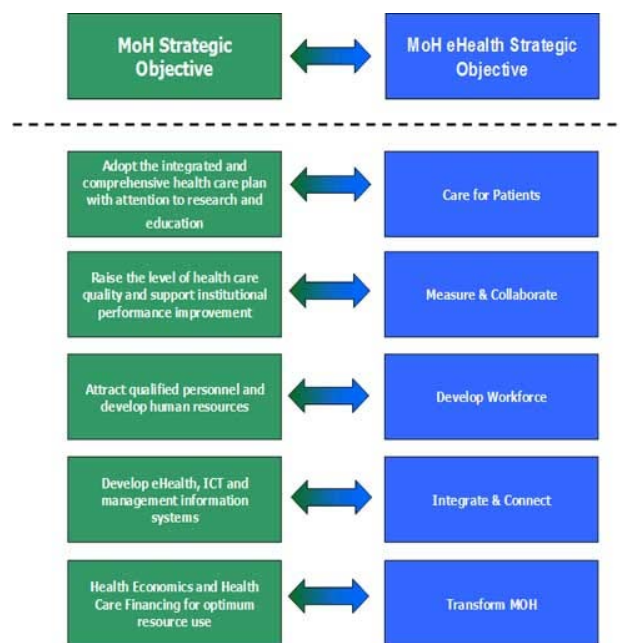 MoH Strategic
Objective
MoH eHealth Strategic
Objective
Adopt the integrated and
comprehensive health care plan
with attention to research and
education
Care for Patients
Raise the level of health care
quality and support institutional
performance improvement
Measure & Collaborate
Attract qualified personnel and
develop human resources
Develop Workforce
Develop eHealth, ICT and
management information
systems
Integrate & Connect
Health Economics and Health
Care Financing for optimum
resource use
Transform MOH